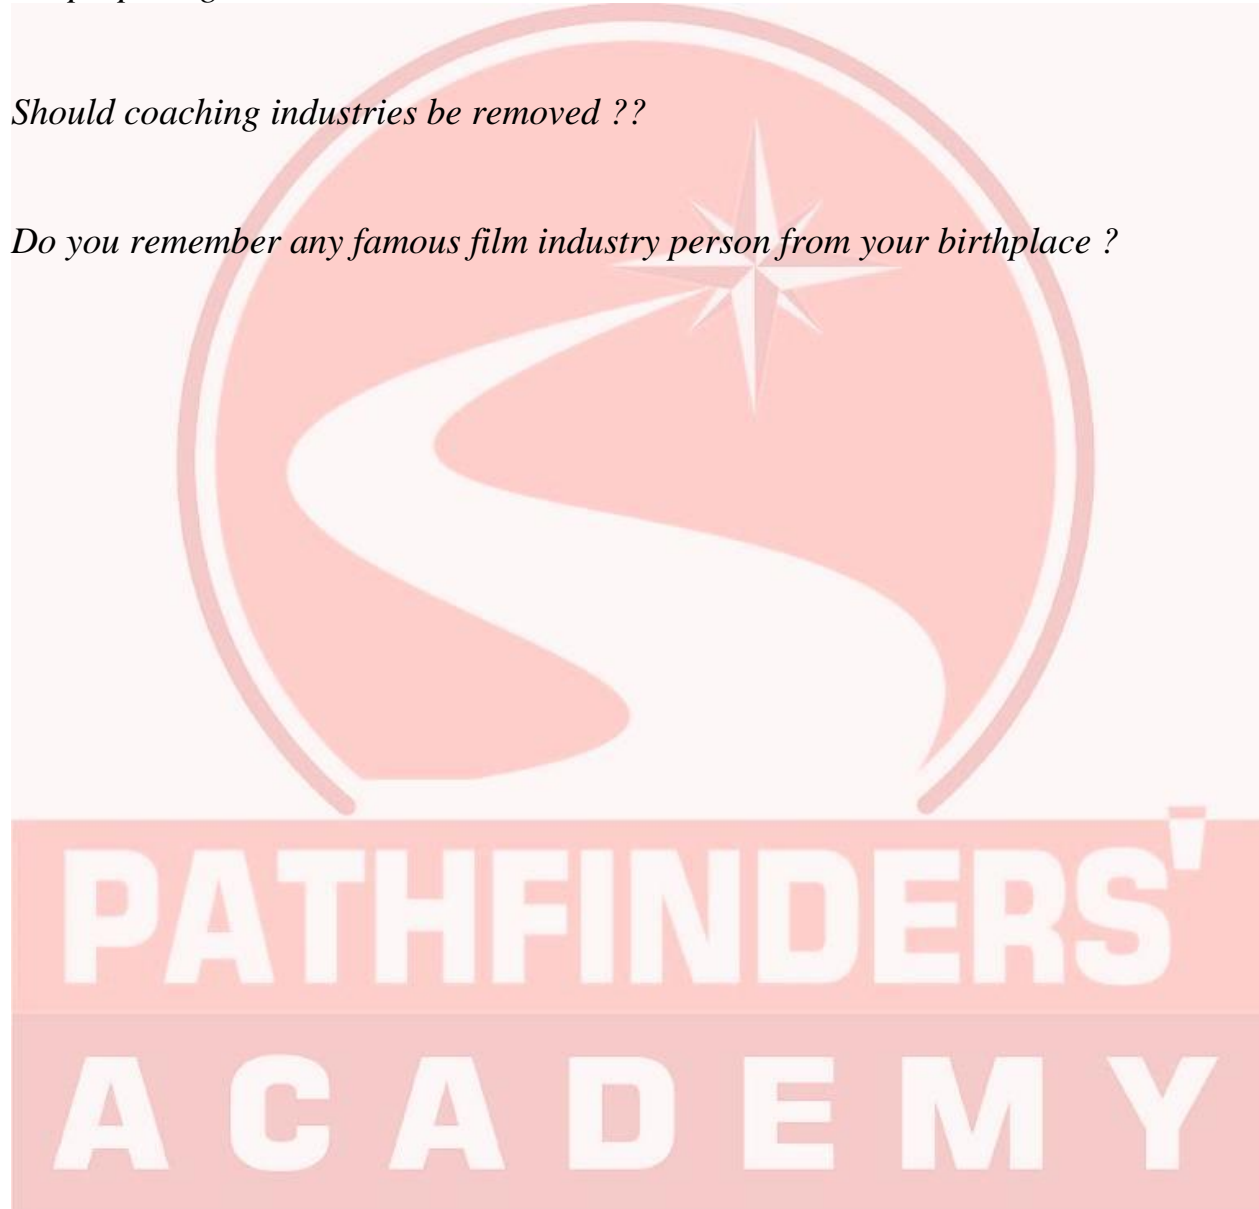 Should coaching industries be removed ??
Do you remember any famous film industry person from your birthplace ?
PATHFINDERS'
ACADEMY